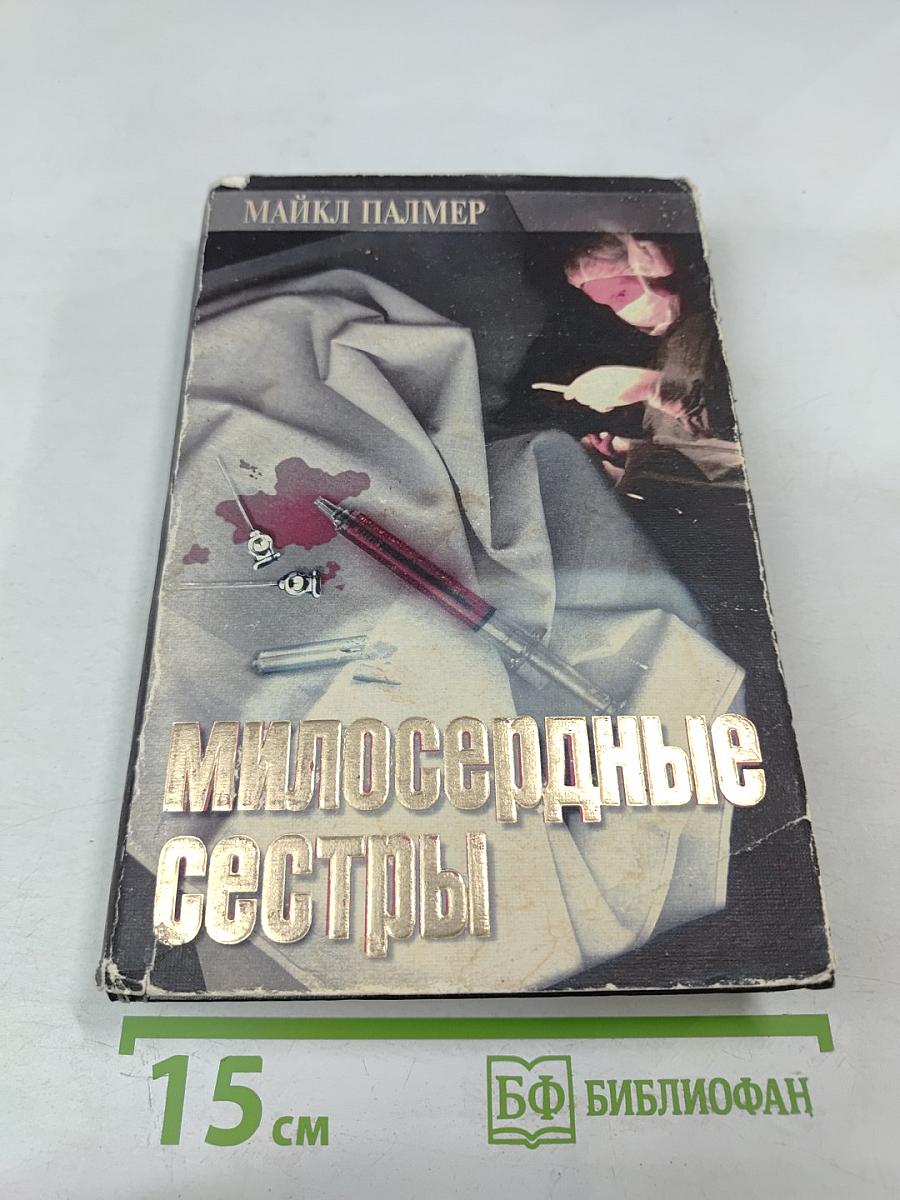 МАЙКЛ ПАЛМЕР
милосердные
сестры
15 см
БФ БИБЛИОФАН